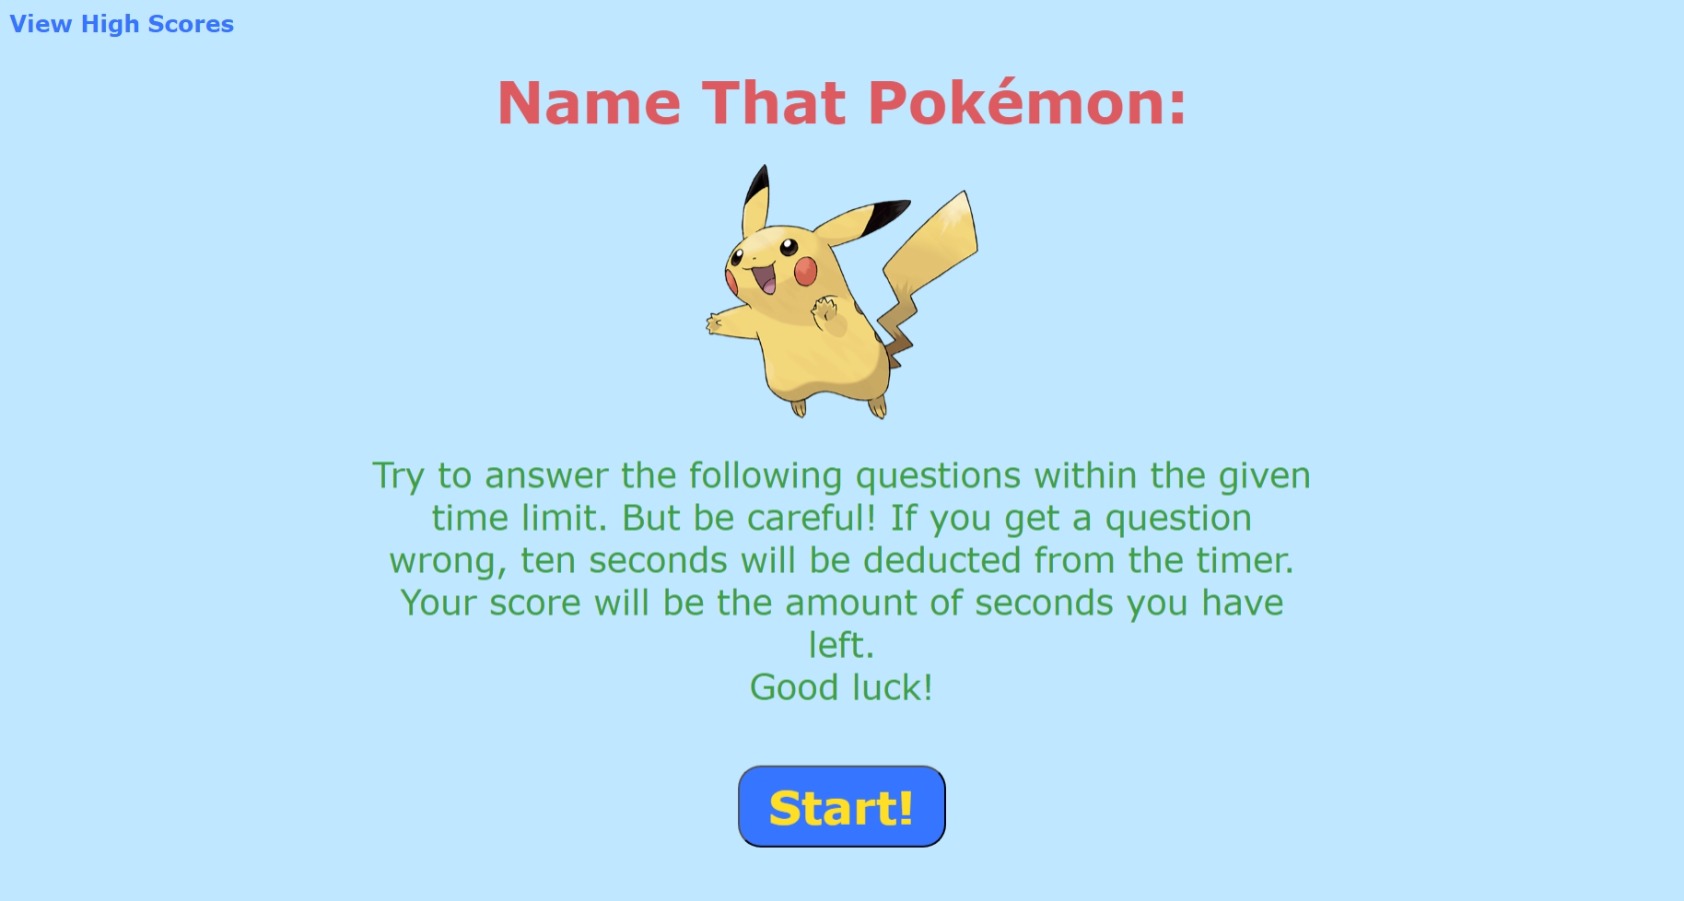 View High Scores
Name That Pokémon:
Try to answer the following questions within the given
time limit. But be careful! If you get a question
wrong, ten seconds will be deducted from the timer.
Your score will be the amount of seconds you have
left.
Good luck!
Start!